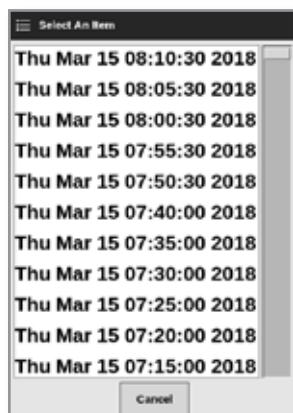 Select An Item
Thu Mar 15 08:10:30 2018
Thu Mar 15 08:05:30 2018
Thu Mar 15 08:00:30 2018
Thu Mar 15 07:55:30 2018
Thu Mar 15 07:50:30 2018
Thu Mar 15 07:40:00 2018
Thu Mar 15 07:35:00 2018
Thu Mar 15 07:30:00 2018
Thu Mar 15 07:25:00 2018
Thu Mar 15 07:20:00 2018
Thu Mar 15 07:15:00 2018
Cancel